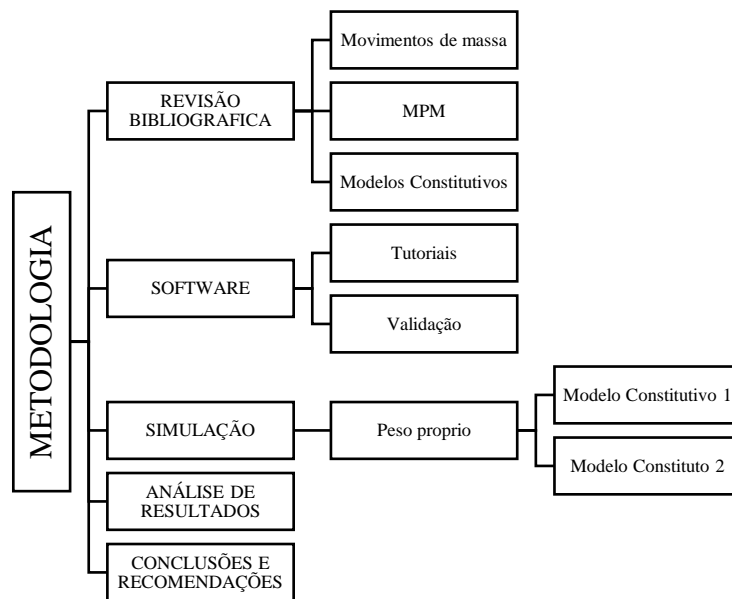 METODOLOGIA
REVISÃO
BIBLIOGRAFICA
Movimentos de massa
MPM
Modelos Constitutivos
SOFTWARE
Tutoriais
Validação
SIMULAÇÃO
Peso proprio
Modelo Constitutivo 1
Modelo Constituto 2
ANÁLISE DE
RESULTADOS
CONCLUSÕES E
RECOMENDAÇÕES